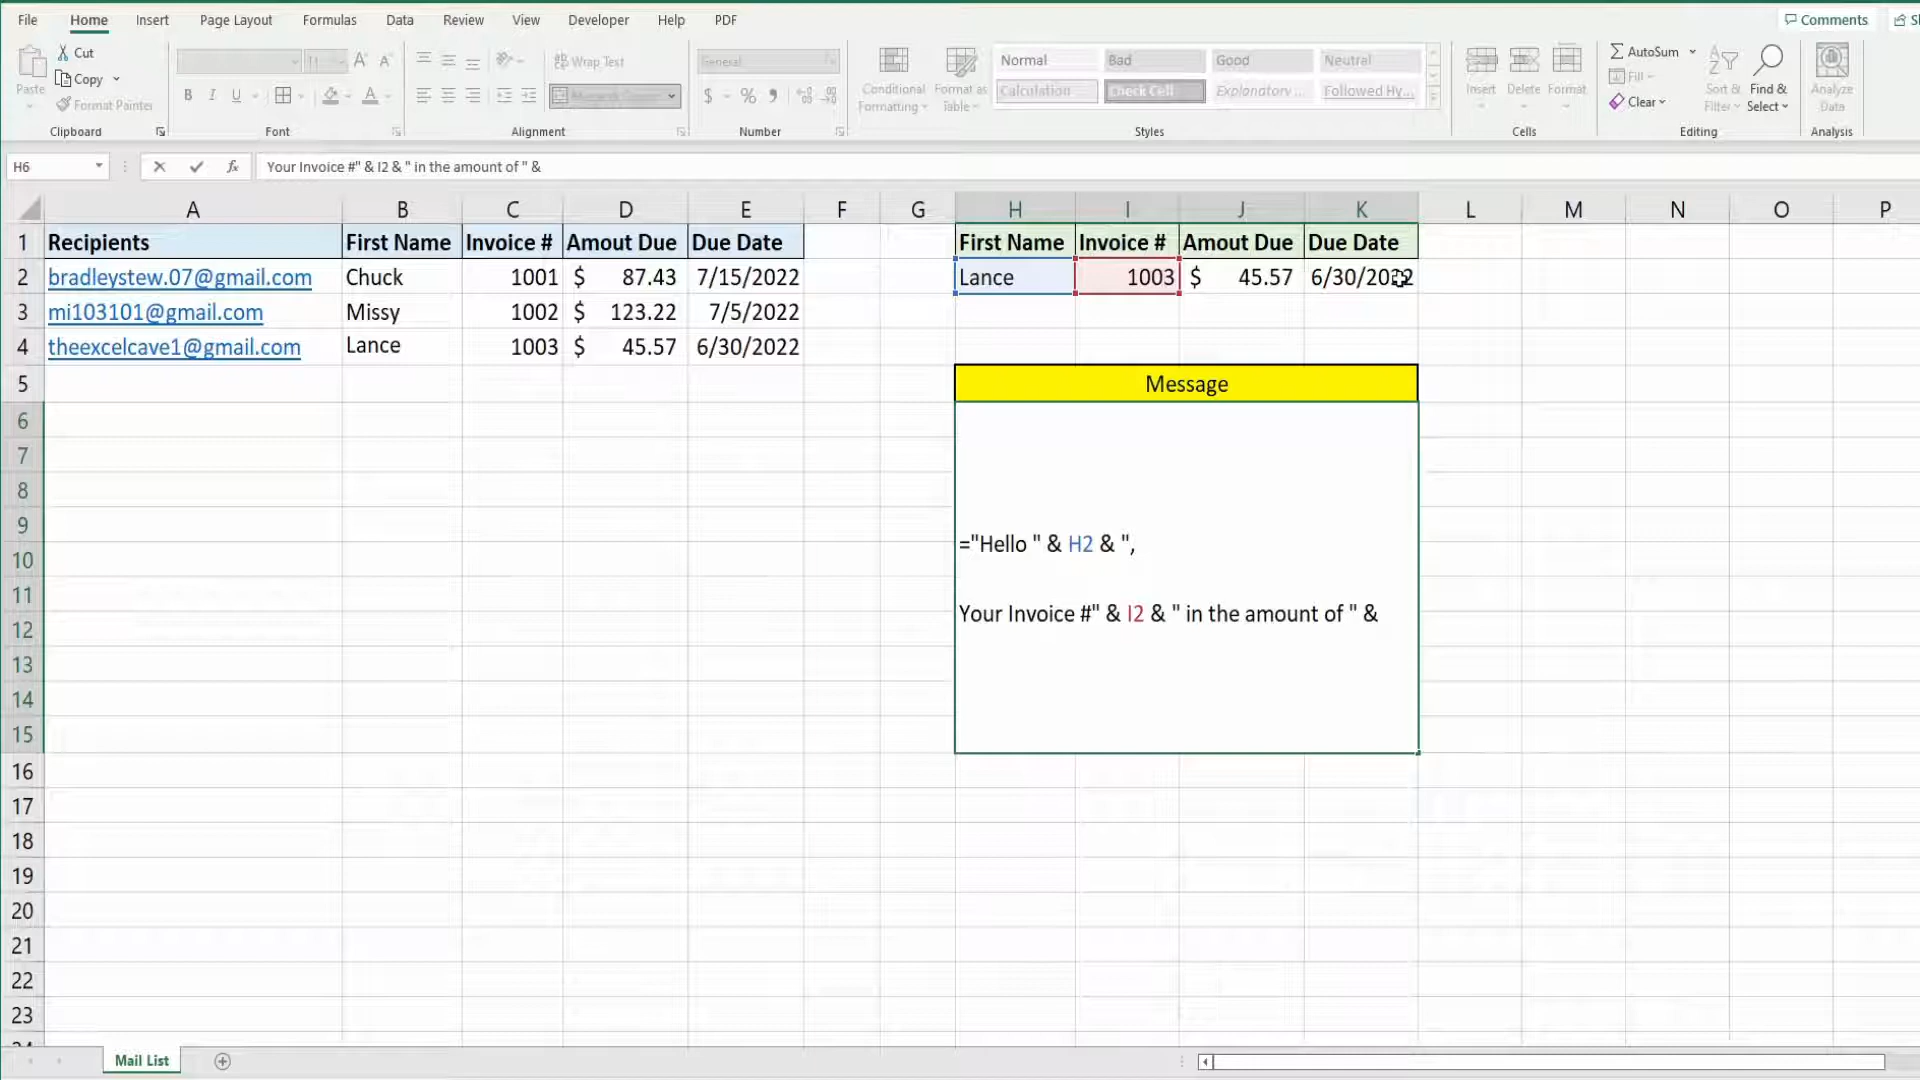 File Home Insert Page Layout Formulas Data Review View Developer Help PDF Comments
Cut
Copy
Format Painter
Paste
Clipboard
11
B I U
Font
Wrap Text
Alignment
General
$ % ,
Number
Conditional Formatting
Format as Table
Normal Bad Good Neutral
Calculation Check Cell Explanatory ... Followed Hy...
Styles
Insert Delete Format
Cells
AutoSum
Fill
Clear
Sort & Filter
Find & Select
Editing
Analyze Data
Analysis
H6 fx Your Invoice #" & I2 & " in the amount of " &
A B C D E F G H I J K L M N O P
1 Recipients First Name Invoice # Amout Due Due Date First Name Invoice # Amout Due Due Date
2 bradleystew.07@gmail.com Chuck 1001 $ 87.43 7/15/2022 Lance 1003 $ 45.57 6/30/2022
3 mi103101@gmail.com Missy 1002 $ 123.22 7/5/2022
4 theexcelcave1@gmail.com Lance 1003 $ 45.57 6/30/2022
5 Message
6
7
8
9
="Hello " & H2 & ",
10
11
Your Invoice #" & I2 & " in the amount of " &
12
13
14
15
16
17
18
19
20
21
22
23
Mail List